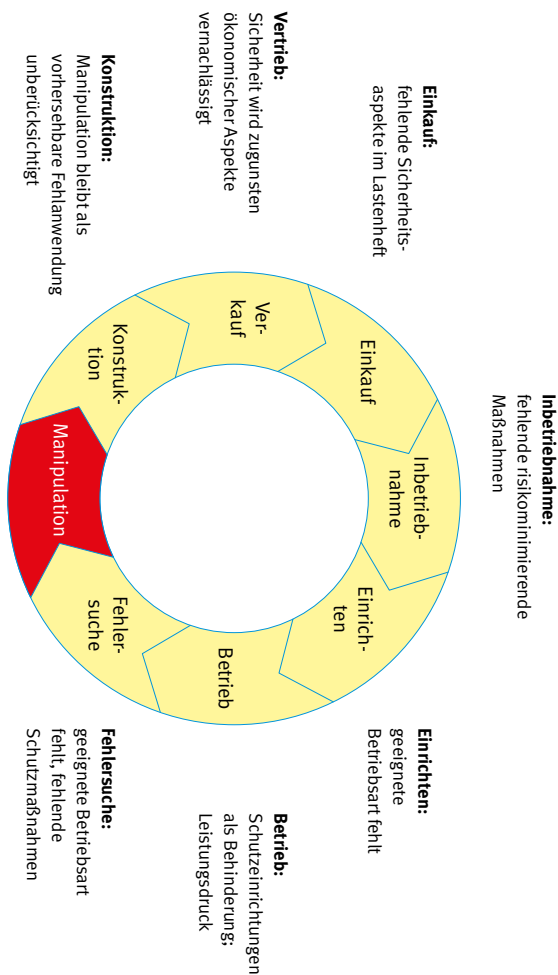 Inbetriebnahme:
fehlende risikominimierende
Maßnahmen
Einkauf:
fehlende Sicherheits-
aspekte im Lastenheft
Einrichten:
geeignete
Betriebsart fehlt
Vertrieb:
Sicherheit wird zugunsten
ökonomischer Aspekte
vernachlässigt
Betrieb:
Schutzeinrichtungen
als Behinderung;
Leistungsdruck
Konstruktion:
Manipulation bleibt als
vorhersehbare Fehlanwendung
unberücksichtigt
Fehlersuche:
geeignete Betriebsart
fehlt, fehlende
Schutzmaßnahmen
Inbetrieb-
nahme
Einrich-
ten
Betrieb
Fehler-
suche
Manipulation
Konstruk-
tion
Ver-
kauf
Einkauf